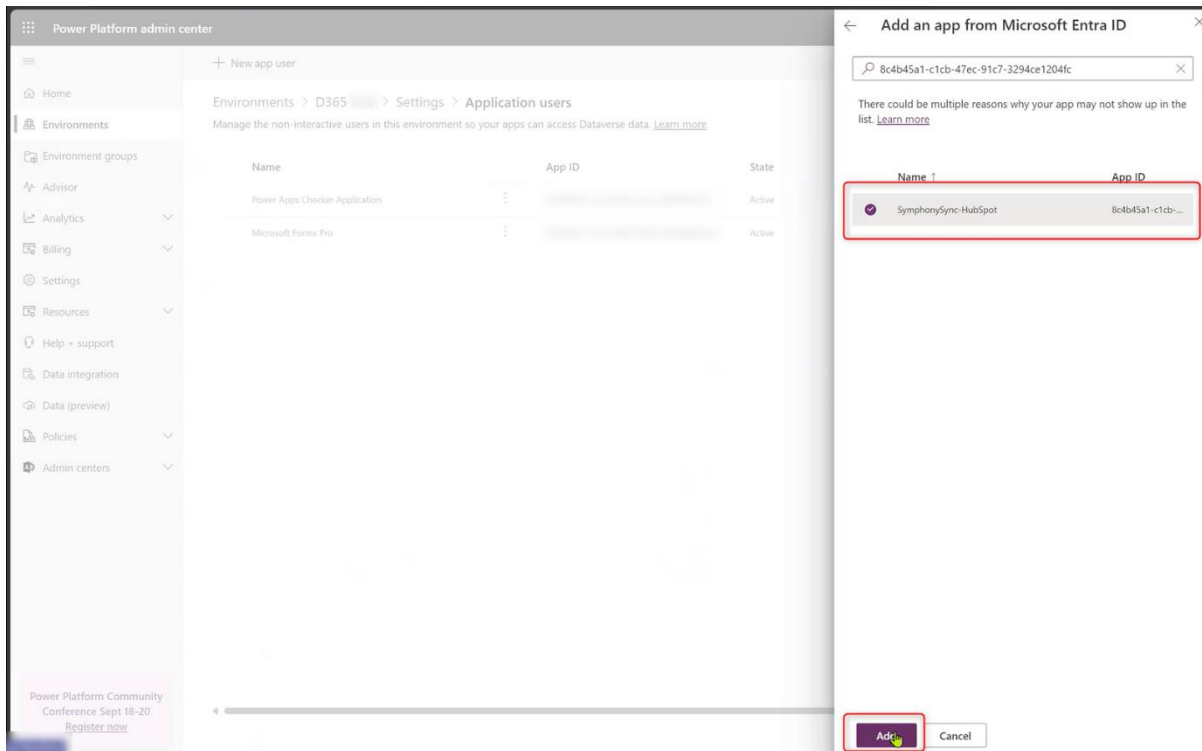 Power Platform admin center
Home
Environments
Environment groups
Advisor
Analytics
Billing
Settings
Resources
Help + support
Data integration
Data (preview)
Policies
Admin centers
Power Platform Community
Conference Sept 18-20
Register now
+ New app user
Environments > D365 > Settings > Application users
Manage the non-interactive users in this environment so your apps can access Dataverse data. Learn more
Name App ID State
Power Apps Checker Application Active
Microsoft Forms Pro Active
Add an app from Microsoft Entra ID
8c4b45a1-c1cb-47ec-91c7-3294ce1204fc
There could be multiple reasons why your app may not show up in the
list. Learn more
Name ↑ App ID
SymphonySync-HubSpot 8c4b45a1-c1cb-...
Add Cancel